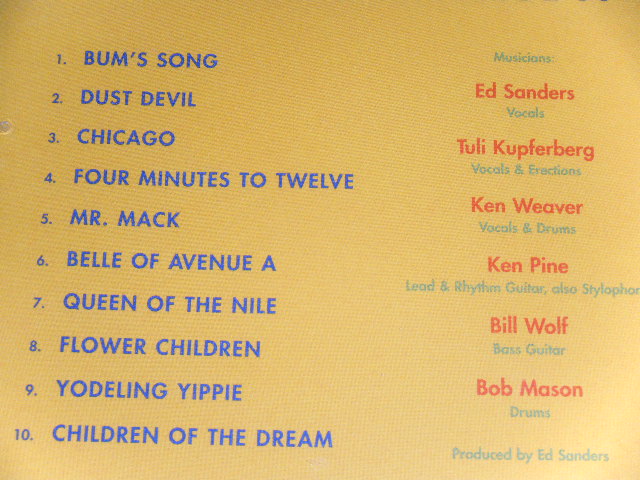 1. BUM'S SONG
2. DUST DEVIL
3. CHICAGO
4. FOUR MINUTES TO TWELVE
5. MR. MACK
6. BELLE OF AVENUE A
7. QUEEN OF THE NILE
8. FLOWER CHILDREN
9. YODELING YIPPIE
10. CHILDREN OF THE DREAM
Musicians:
Ed Sanders
Vocals
Tuli Kupferberg
Vocals & Erections
Ken Weaver
Vocals & Drums
Ken Pine
Lead & Rhythm Guitar, also Stylophon
Bill Wolf
Bass Guitar
Bob Mason
Drums
Produced by Ed Sanders